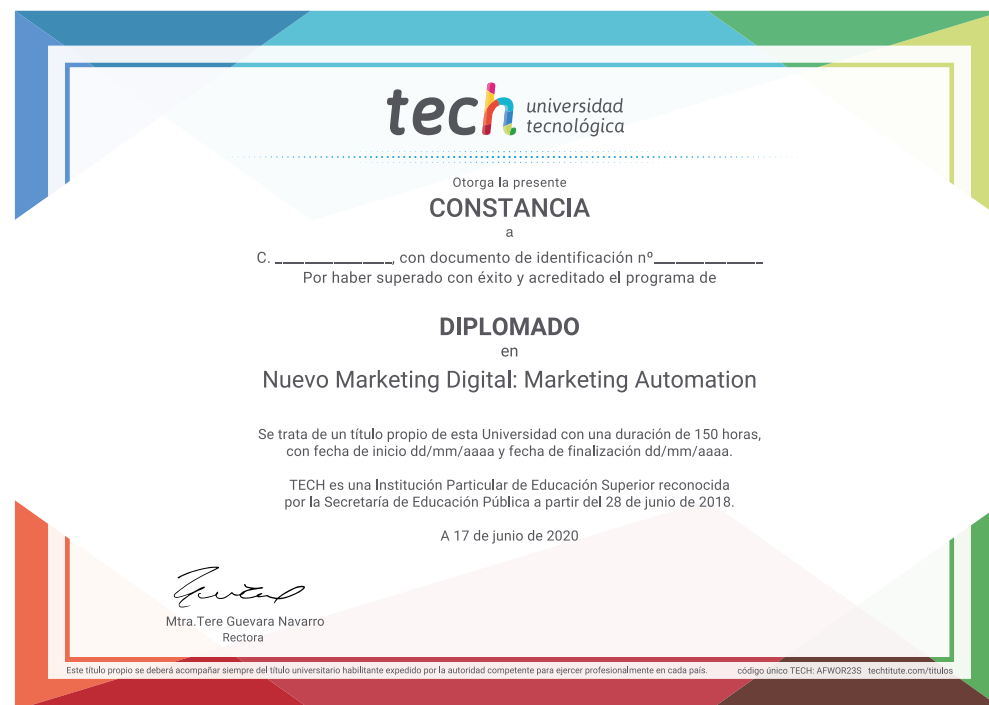 tech universidad
tecnológica
Otorga la presente
CONSTANCIA
a
C. ______________, con documento de identificación nº_____________
Por haber superado con éxito y acreditado el programa de
DIPLOMADO
en
Nuevo Marketing Digital: Marketing Automation
Se trata de un título propio de esta Universidad con una duración de 150 horas,
con fecha de inicio dd/mm/aaaa y fecha de finalización dd/mm/aaaa.
TECH es una Institución Particular de Educación Superior reconocida
por la Secretaría de Educación Pública a partir del 28 de junio de 2018.
A 17 de junio de 2020
Mtra.Tere Guevara Navarro
Rectora
Este título propio se deberá acompañar siempre del título universitario habilitante expedido por la autoridad competente para ejercer profesionalmente en cada país. código único TECH: AFWOR23S techtitute.com/titulos